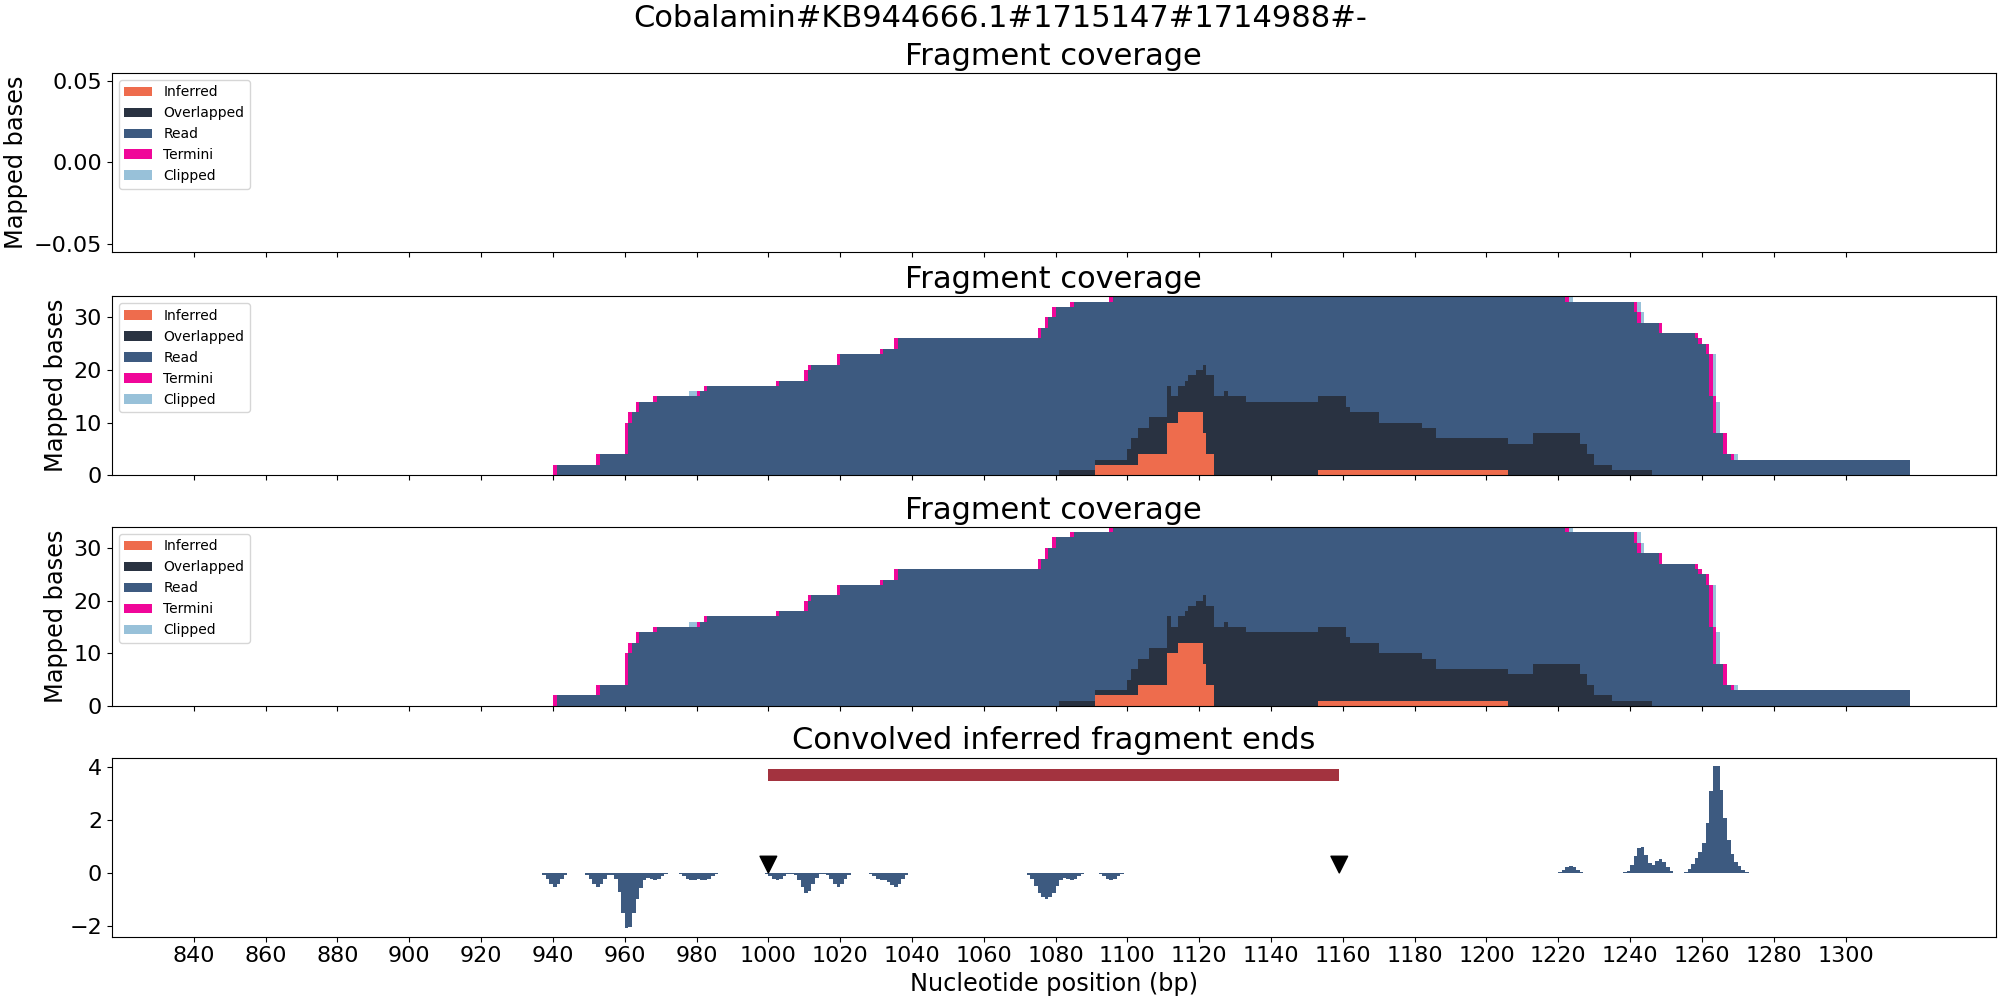 Cobalamin#KB944666.1#1715147#1714988#-
Fragment coverage
Mapped bases
0.05
0.00
−0.05
Inferred
Overlapped
Read
Termini
Clipped
Fragment coverage
Mapped bases
30
20
10
0
Inferred
Overlapped
Read
Termini
Clipped
Fragment coverage
Mapped bases
30
20
10
0
Inferred
Overlapped
Read
Termini
Clipped
Convolved inferred fragment ends
4
2
0
−2
840 860 880 900 920 940 960 980 1000 1020 1040 1060 1080 1100 1120 1140 1160 1180 1200 1220 1240 1260 1280 1300
Nucleotide position (bp)